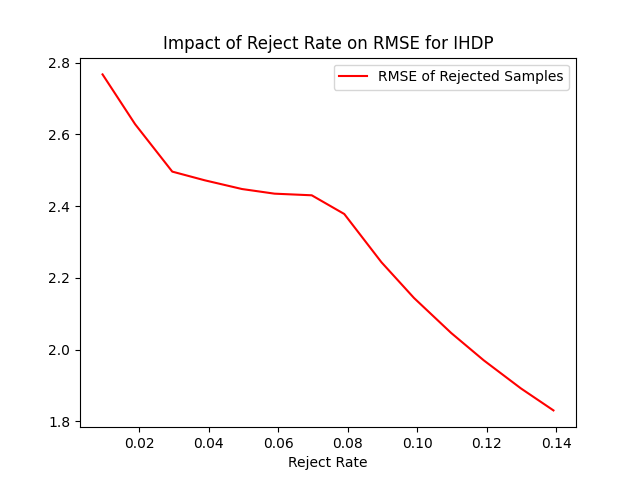 Impact of Reject Rate on RMSE for IHDP
RMSE of Rejected Samples
2.8
2.6
2.4
2.2
2.0
1.8
0.02 0.04 0.06 0.08 0.10 0.12 0.14
Reject Rate